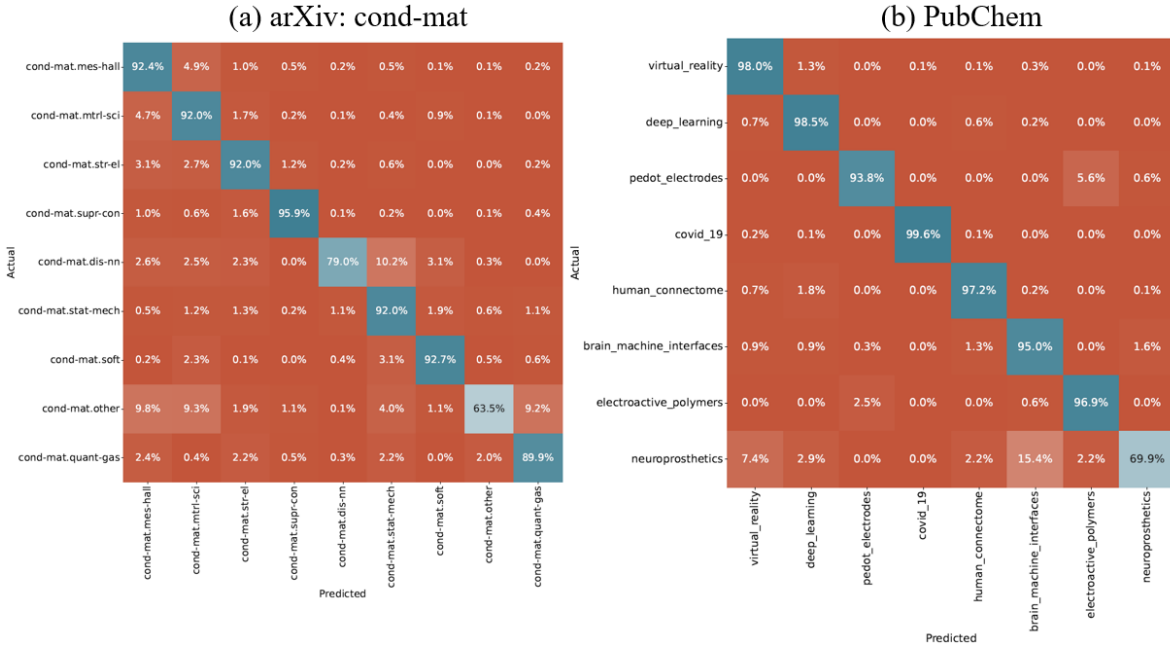 (a) arXiv: cond-mat
cond-mat.mes-hall 92.4% 4.9% 1.0% 0.5% 0.2% 0.5% 0.1% 0.1% 0.2%
cond-mat.mtrl-sci 4.7% 92.0% 1.7% 0.2% 0.1% 0.4% 0.9% 0.1% 0.0%
cond-mat.str-el 3.1% 2.7% 92.0% 1.2% 0.2% 0.6% 0.0% 0.0% 0.2%
cond-mat.supr-con 1.0% 0.6% 1.6% 95.9% 0.1% 0.2% 0.0% 0.1% 0.4%
cond-mat.dis-nn 2.6% 2.5% 2.3% 0.0% 79.0% 10.2% 3.1% 0.3% 0.0%
cond-mat.stat-mech 0.5% 1.2% 1.3% 0.2% 1.1% 92.0% 1.9% 0.6% 1.1%
cond-mat.soft 0.2% 2.3% 0.1% 0.0% 0.4% 3.1% 92.7% 0.5% 0.6%
cond-mat.other 9.8% 9.3% 1.9% 1.1% 0.1% 4.0% 1.1% 63.5% 9.2%
cond-mat.quant-gas 2.4% 0.4% 2.2% 0.5% 0.3% 2.2% 0.0% 2.0% 89.9%
Actual
cond-mat.mes-hall
cond-mat.mtrl-sci
cond-mat.str-el
cond-mat.supr-con
cond-mat.dis-nn
cond-mat.stat-mech
cond-mat.soft
cond-mat.other
cond-mat.quant-gas
Predicted
(b) PubChem
virtual_reality 98.0% 1.3% 0.0% 0.1% 0.1% 0.3% 0.0% 0.1%
deep_learning 0.7% 98.5% 0.0% 0.0% 0.6% 0.2% 0.0% 0.0%
pedot_electrodes 0.0% 0.0% 93.8% 0.0% 0.0% 0.0% 5.6% 0.6%
covid_19 0.2% 0.1% 0.0% 99.6% 0.1% 0.0% 0.0% 0.0%
human_connectome 0.7% 1.8% 0.0% 0.0% 97.2% 0.2% 0.0% 0.1%
brain_machine_interfaces 0.9% 0.9% 0.3% 0.0% 1.3% 95.0% 0.0% 1.6%
electroactive_polymers 0.0% 0.0% 2.5% 0.0% 0.0% 0.6% 96.9% 0.0%
neuroprosthetics 7.4% 2.9% 0.0% 0.0% 2.2% 15.4% 2.2% 69.9%
Actual
virtual_reality
deep_learning
pedot_electrodes
covid_19
human_connectome
brain_machine_interfaces
electroactive_polymers
neuroprosthetics
Predicted